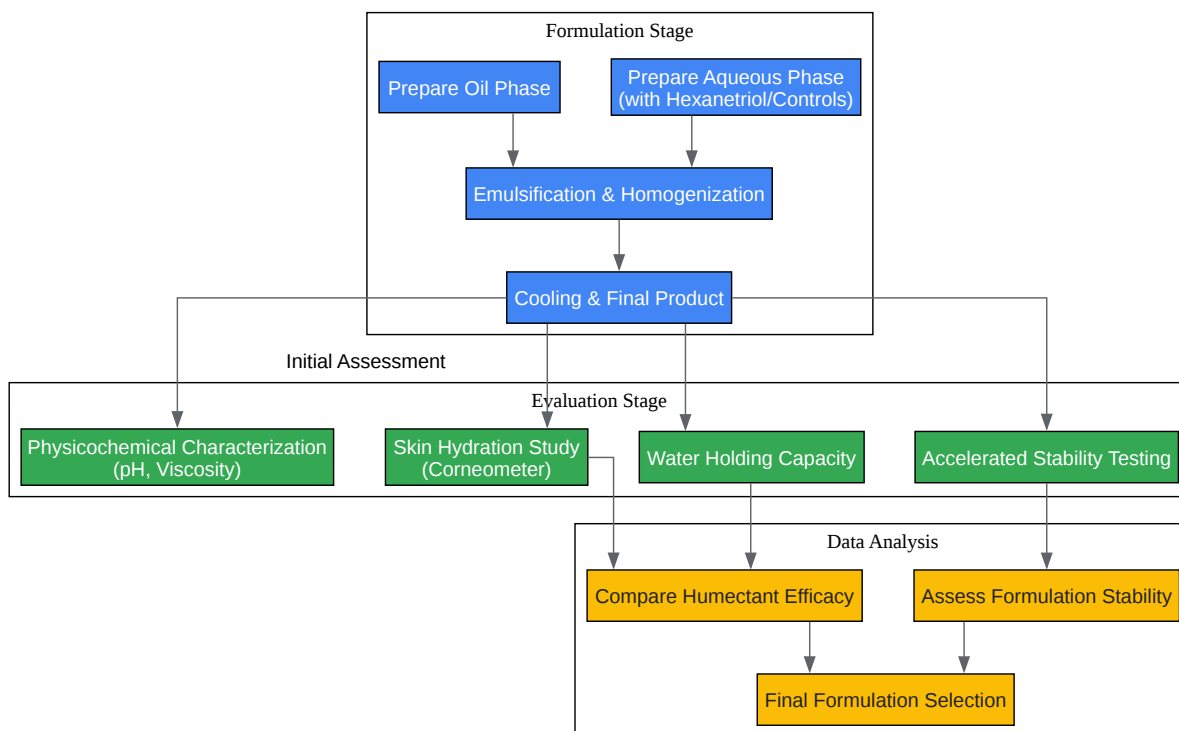 Formulation Stage
Prepare Oil Phase
Prepare Aqueous Phase
(with Hexanetriol/Controls)
Emulsification & Homogenization
Cooling & Final Product
Initial Assessment
Evaluation Stage
Physicochemical Characterization
(pH, Viscosity)
Skin Hydration Study
(Corneometer)
Water Holding Capacity
Accelerated Stability Testing
Data Analysis
Compare Humectant Efficacy
Assess Formulation Stability
Final Formulation Selection